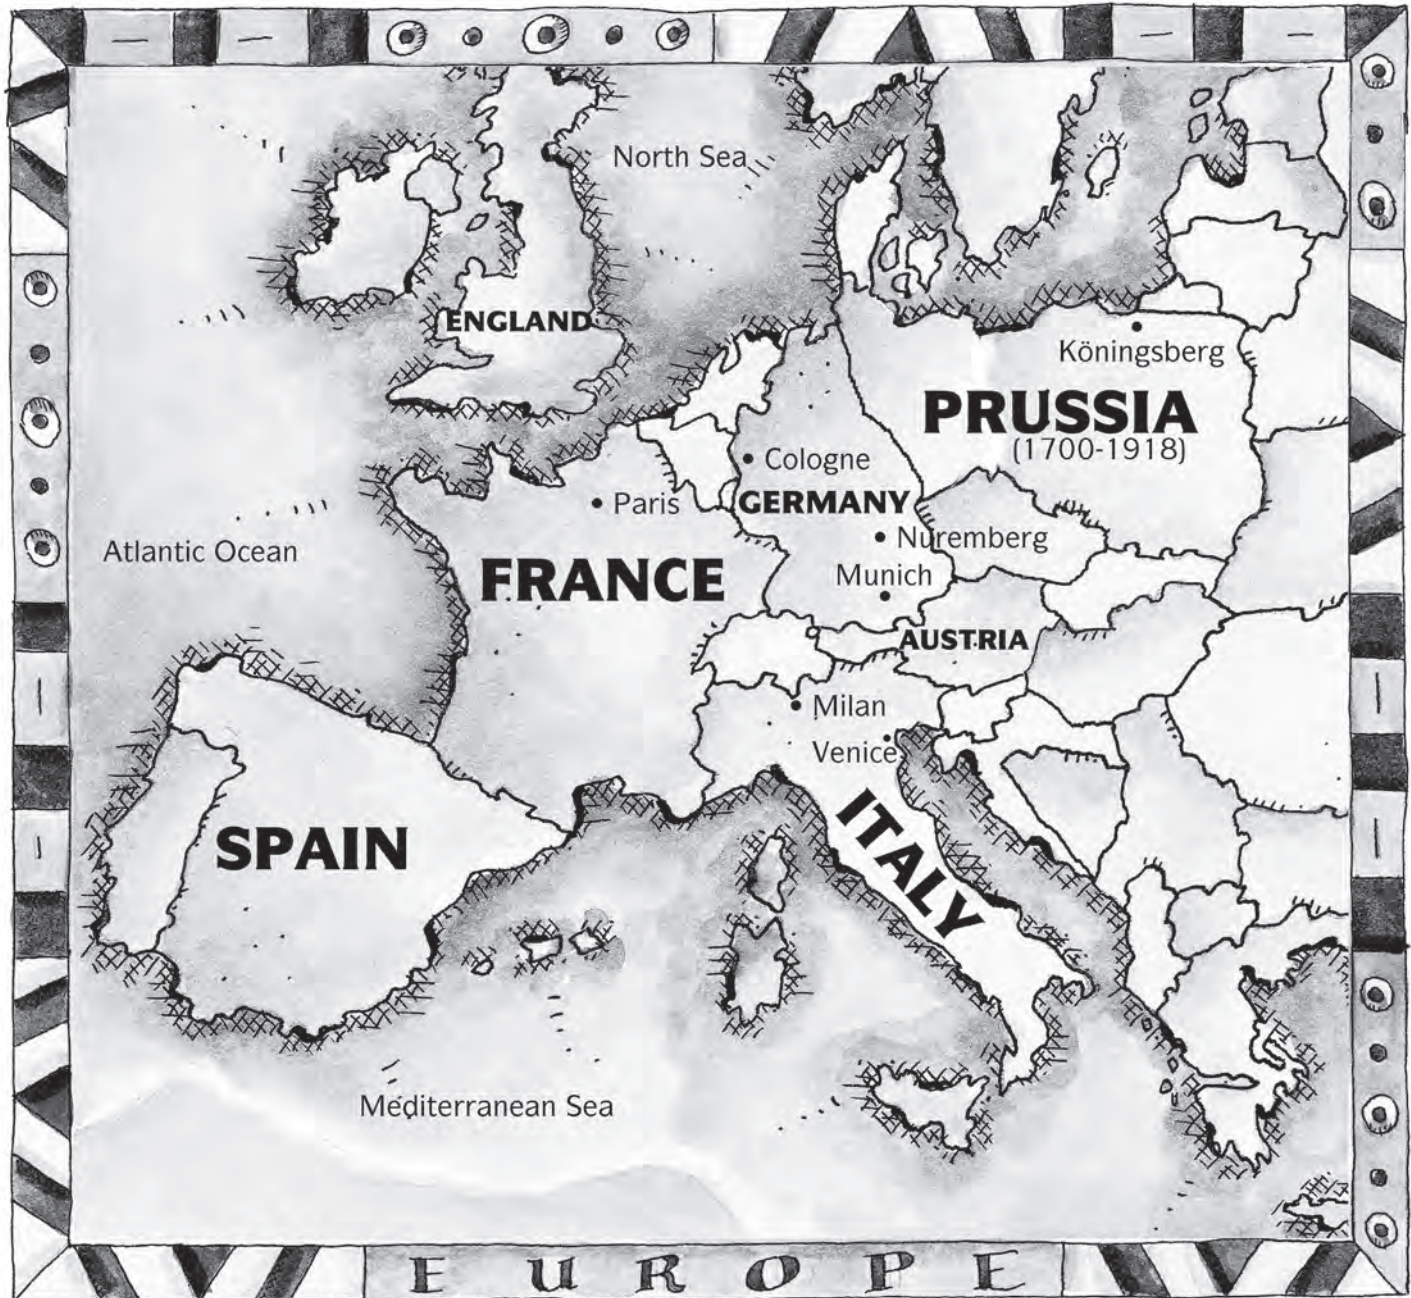 North Sea
ENGLAND
Köningsberg
PRUSSIA
(1700-1918)
Cologne
Paris
GERMANY
Nuremberg
Atlantic Ocean
FRANCE
Munich
AUSTRIA
Milan
Venice
SPAIN
ITALY
Mediterranean Sea
EUROPE